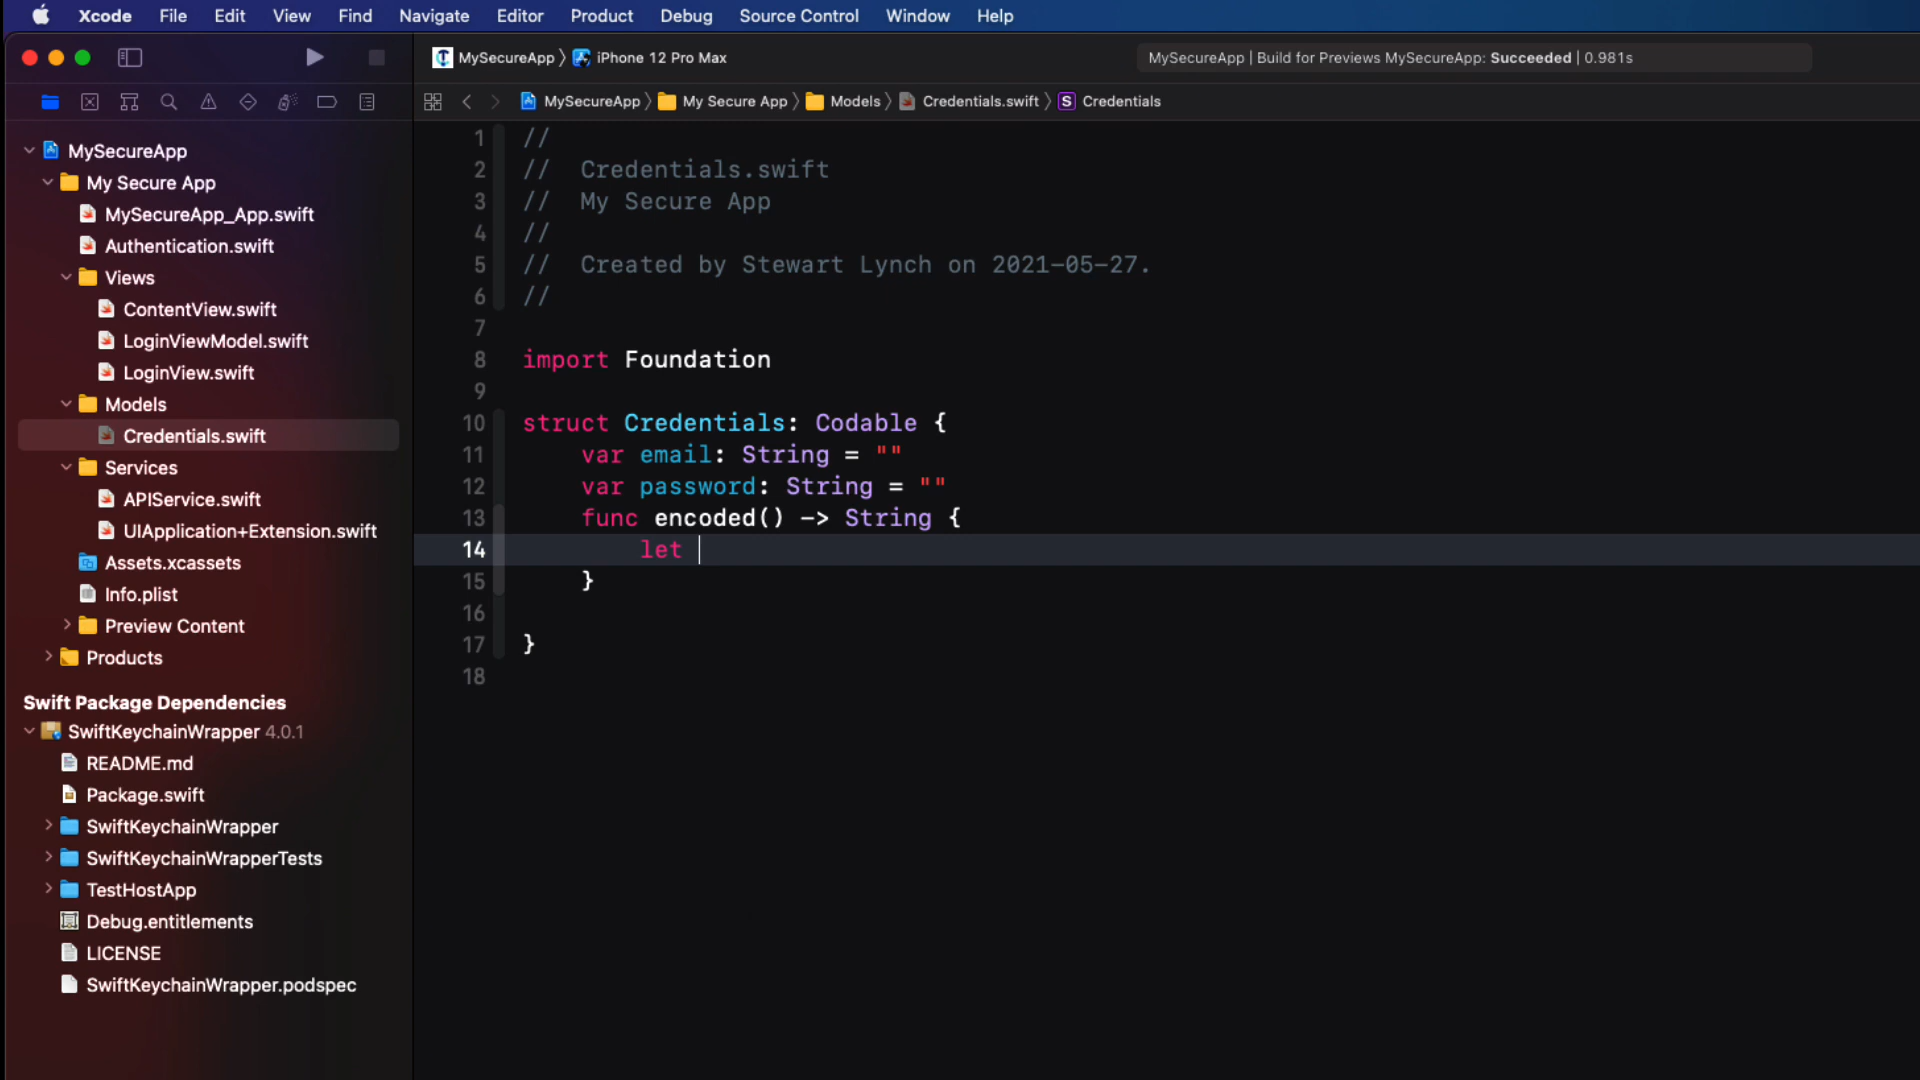 Xcode File Edit View Find Navigate Editor Product Debug Source Control Window Help
MySecureApp iPhone 12 Pro Max MySecureApp | Build for Previews MySecureApp: Succeeded | 0.981s
MySecureApp My Secure App Models Credentials.swift S Credentials
MySecureApp
My Secure App
MySecureApp_App.swift
Authentication.swift
Views
ContentView.swift
LoginViewModel.swift
LoginView.swift
Models
Credentials.swift
Services
APIService.swift
UIApplication+Extension.swift
Assets.xcassets
Info.plist
Preview Content
Products
Swift Package Dependencies
SwiftKeychainWrapper 4.0.1
README.md
Package.swift
SwiftKeychainWrapper
SwiftKeychainWrapperTests
TestHostApp
Debug.entitlements
LICENSE
SwiftKeychainWrapper.podspec
1 //
2 //  Credentials.swift
3 //  My Secure App
4 //
5 //  Created by Stewart Lynch on 2021-05-27.
6 //
7
8 import Foundation
9
10 struct Credentials: Codable {
11     var email: String = ""
12     var password: String = ""
13     func encoded() -> String {
14         let
15     }
16
17 }
18